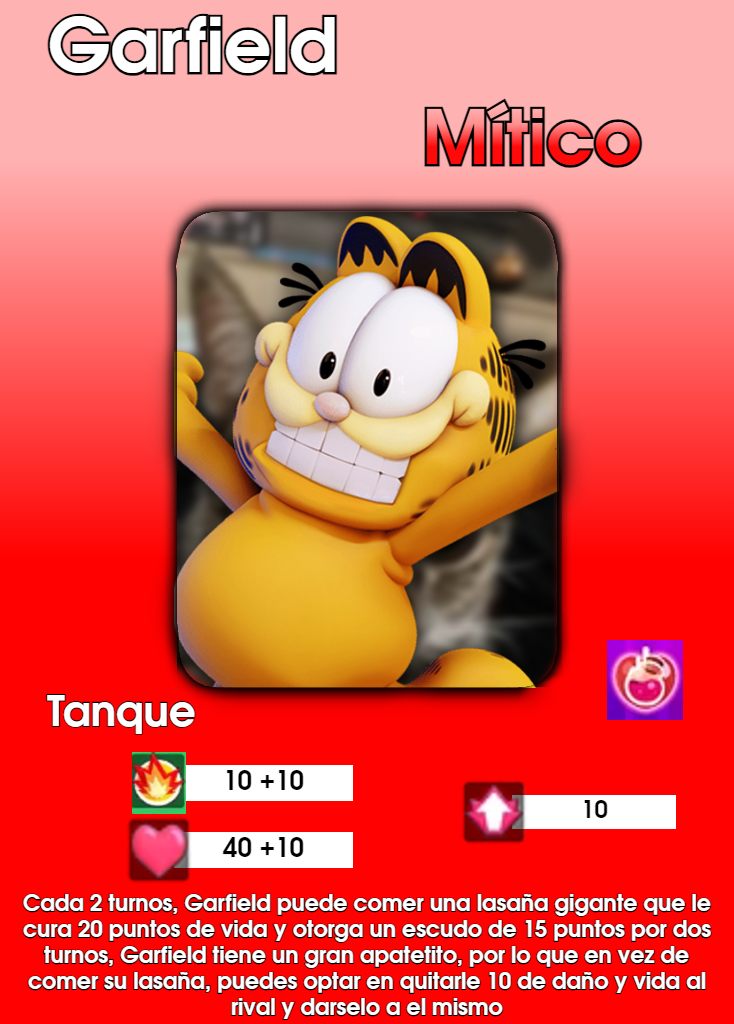 Garfield
Mítico
Tanque
10 +10
10
40 +10
Cada 2 turnos, Garfield puede comer una lasaña gigante que le
cura 20 puntos de vida y otorga un escudo de 15 puntos por dos
turnos, Garfield tiene un gran apatetito, por lo que en vez de
comer su lasaña, puedes optar en quitarle 10 de daño y vida al
rival y darselo a el mismo